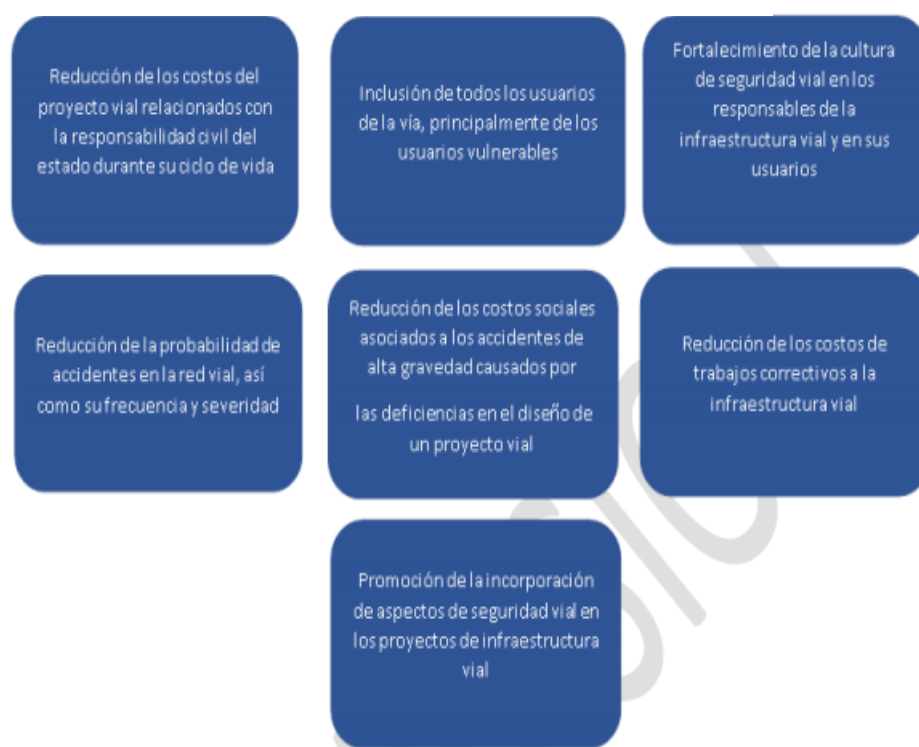 Reducción de los costos del
proyecto vial relacionados con
la responsabilidad civil del
estado durante su ciclo de vida
Inclusión de todos los usuarios
de la vía, principalmente de los
usuarios vulnerables
Fortalecimiento de la cultura
de seguridad vial en los
responsables de la
infraestructura vial y en sus
usuarios
Reducción de la probabilidad de
accidentes en la red vial, así
como su frecuencia y severidad
Reducción de los costos sociales
asociados a los accidentes de
alta gravedad causados por
las deficiencias en el diseño de
un proyecto vial
Reducción de los costos de
trabajos correctivos a la
infraestructura vial
Promoción de la incorporación
de aspectos de seguridad vial en
los proyectos de infraestructura
vial